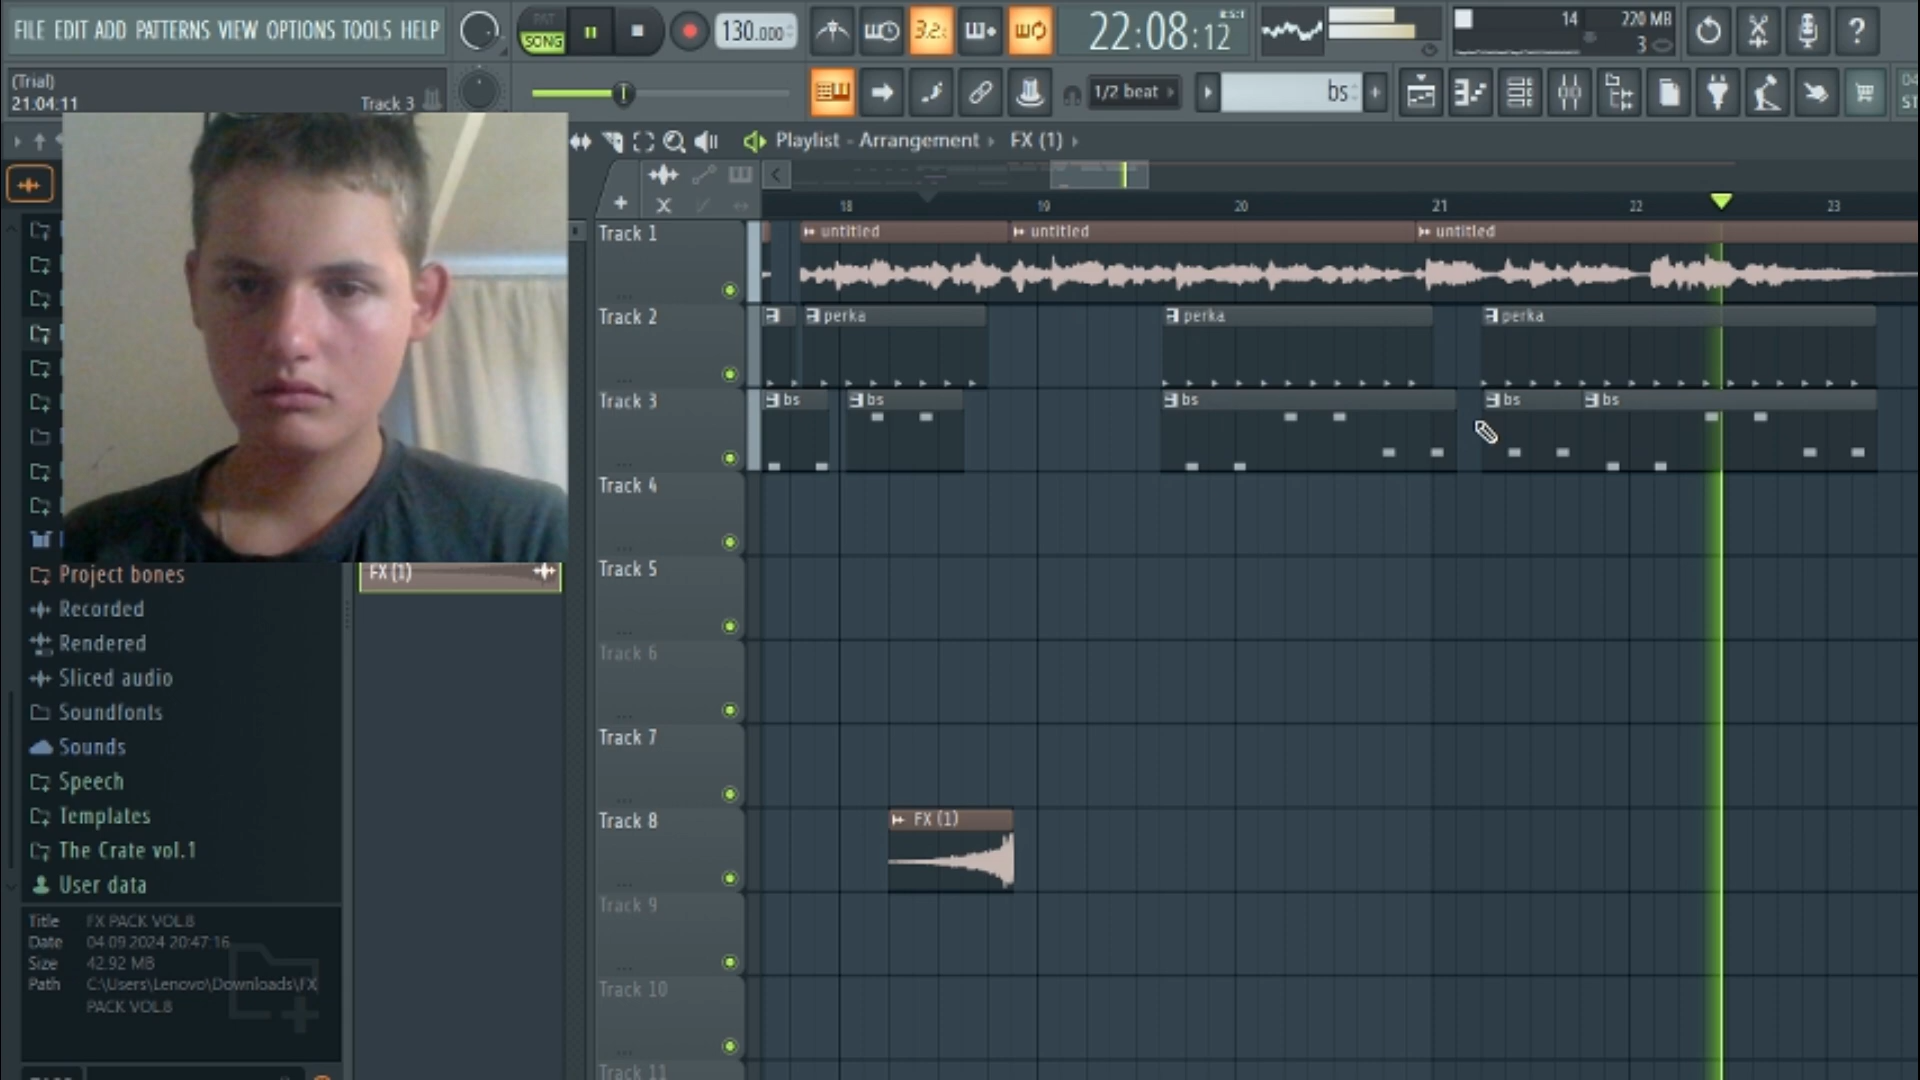 FILE EDIT ADD PATTERNS VIEW OPTIONS TOOLS HELP
PAT
SONG
130.000
3.2.
22:08:12
B:S:T
14
220 MB
3
(Trial)
21.04.11
Track 3
1/2 beat
bs
Playlist - Arrangement
FX (1)
18
19
20
21
22
23
Track 1
untitled
untitled
untitled
Track 2
perka
perka
perka
Track 3
bs
bs
bs
bs
bs
Track 4
Track 5
Track 6
Track 7
Track 8
FX (1)
Track 9
Track 10
Track 11
FX (1)
Project bones
Recorded
Rendered
Sliced audio
Soundfonts
Sounds
Speech
Templates
The Crate vol.1
User data
Title FX PACK VOL.8
Date 04.09.2024 20:47:16
Size 42.92 MB
Path C:\Users\Lenovo\Downloads\FX
PACK VOL.8